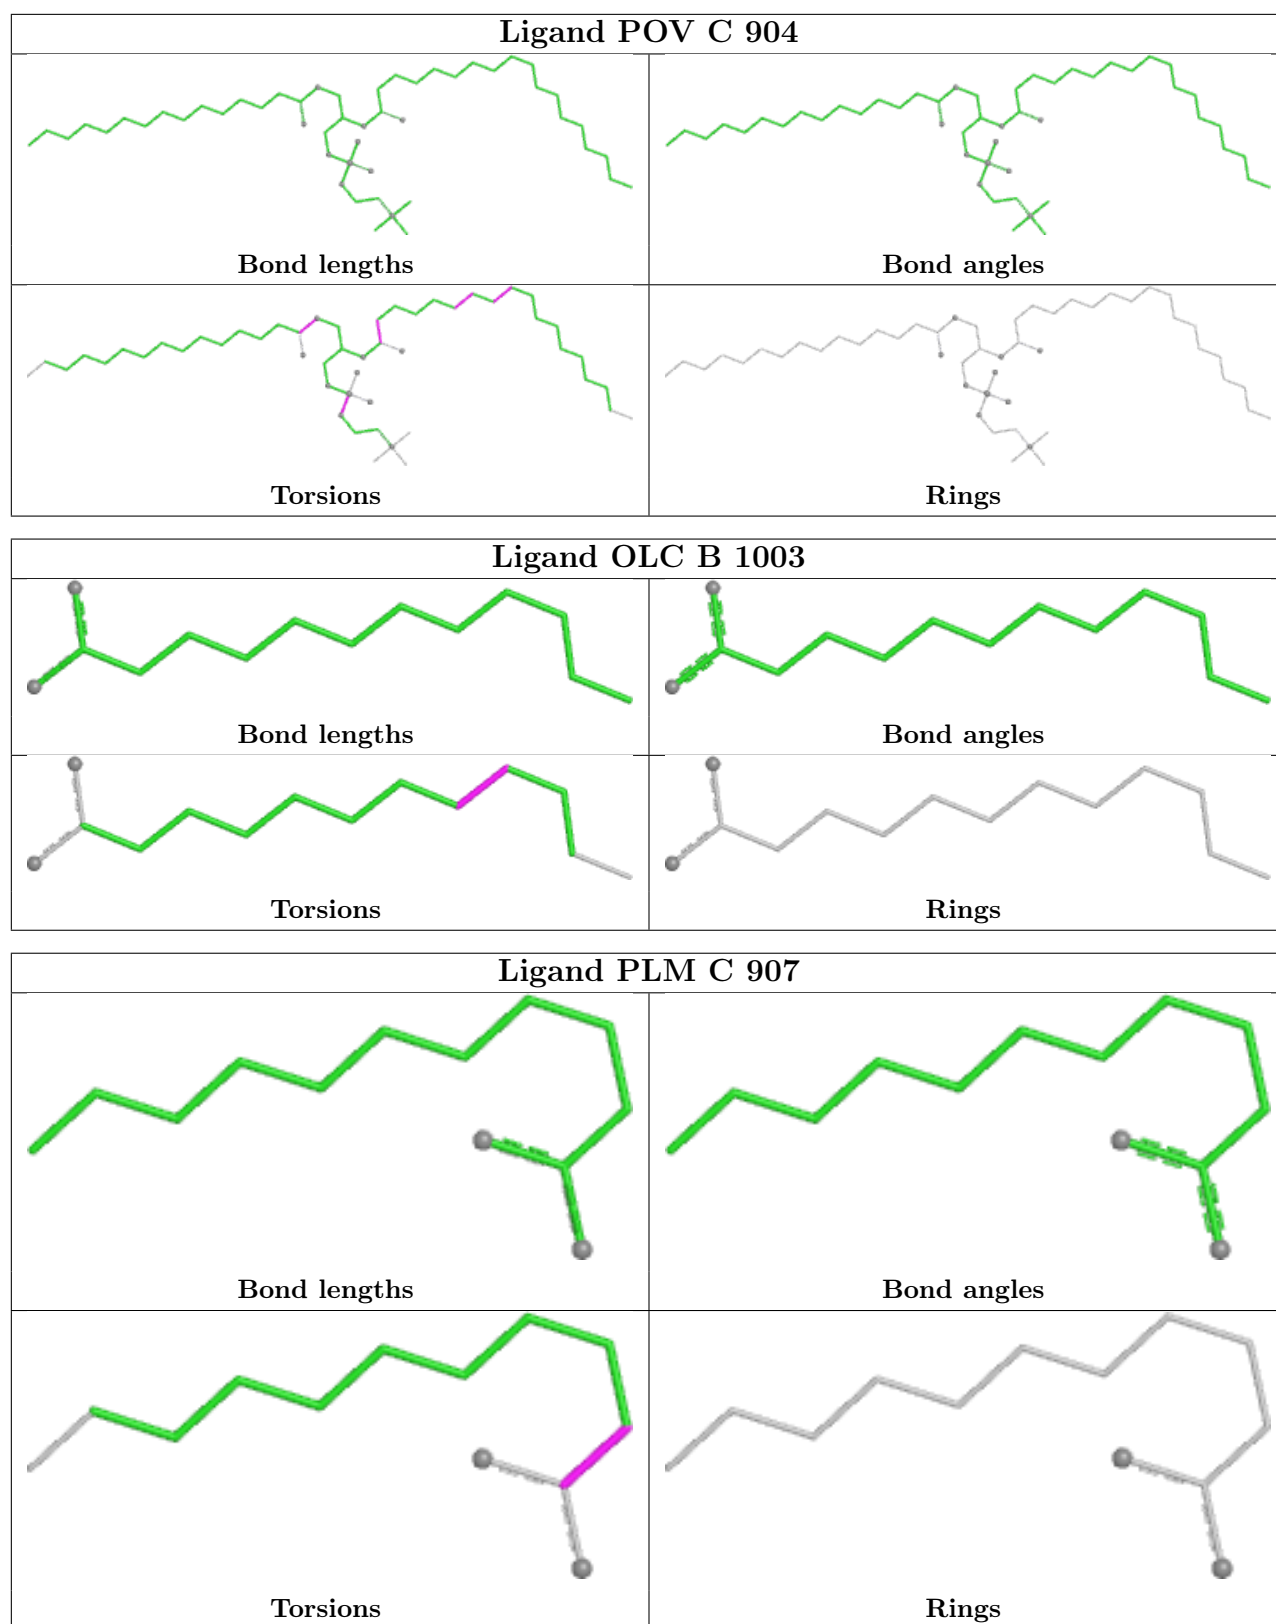 Ligand POV C 904
Bond lengths
Bond angles
Torsions
Rings
Ligand OLC B 1003
Bond lengths
Bond angles
Torsions
Rings
Ligand PLM C 907
Bond lengths
Bond angles
Torsions
Rings